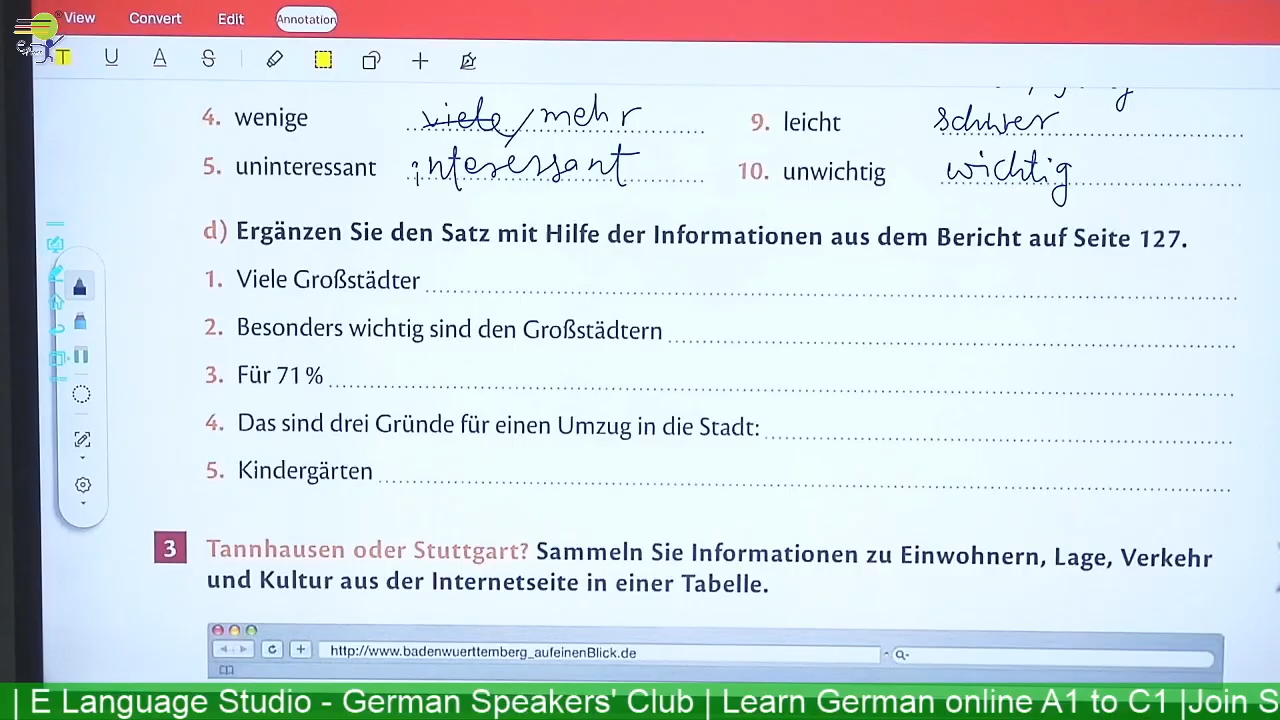 View Convert Edit Annotation
T U A S
4. wenige viele/mehr 9. leicht schwer
5. uninteressant interessant 10. unwichtig wichtig
d) Ergänzen Sie den Satz mit Hilfe der Informationen aus dem Bericht auf Seite 127.
1. Viele Großstädter
2. Besonders wichtig sind den Großstädtern
3. Für 71%
4. Das sind drei Gründe für einen Umzug in die Stadt:
5. Kindergärten
3 Tannhausen oder Stuttgart? Sammeln Sie Informationen zu Einwohnern, Lage, Verkehr
und Kultur aus der Internetseite in einer Tabelle.
http://www.badenwuerttemberg_aufeinenBlick.de
| E Language Studio - German Speakers' Club | Learn German online A1 to C1 |Join S